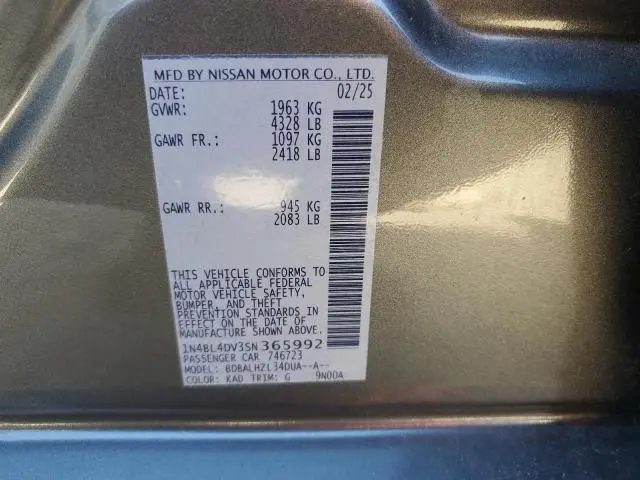 MFD BY NISSAN MOTOR CO., LTD.
DATE: 02/25
GVWR: 1963 KG
4328 LB
GAWR FR.: 1097 KG
2418 LB
GAWR RR.: 945 KG
2083 LB
THIS VEHICLE CONFORMS TO
ALL APPLICABLE FEDERAL
MOTOR VEHICLE SAFETY,
BUMPER, AND THEFT
PREVENTION STANDARDS IN
EFFECT ON THE DATE OF
MANUFACTURE SHOWN ABOVE.
1N4BL4DV3SN365992
PASSENGER CAR 746723
MODEL: BDBALHZL34DUA--A--
COLOR: KAD TRIM: G 9N00A